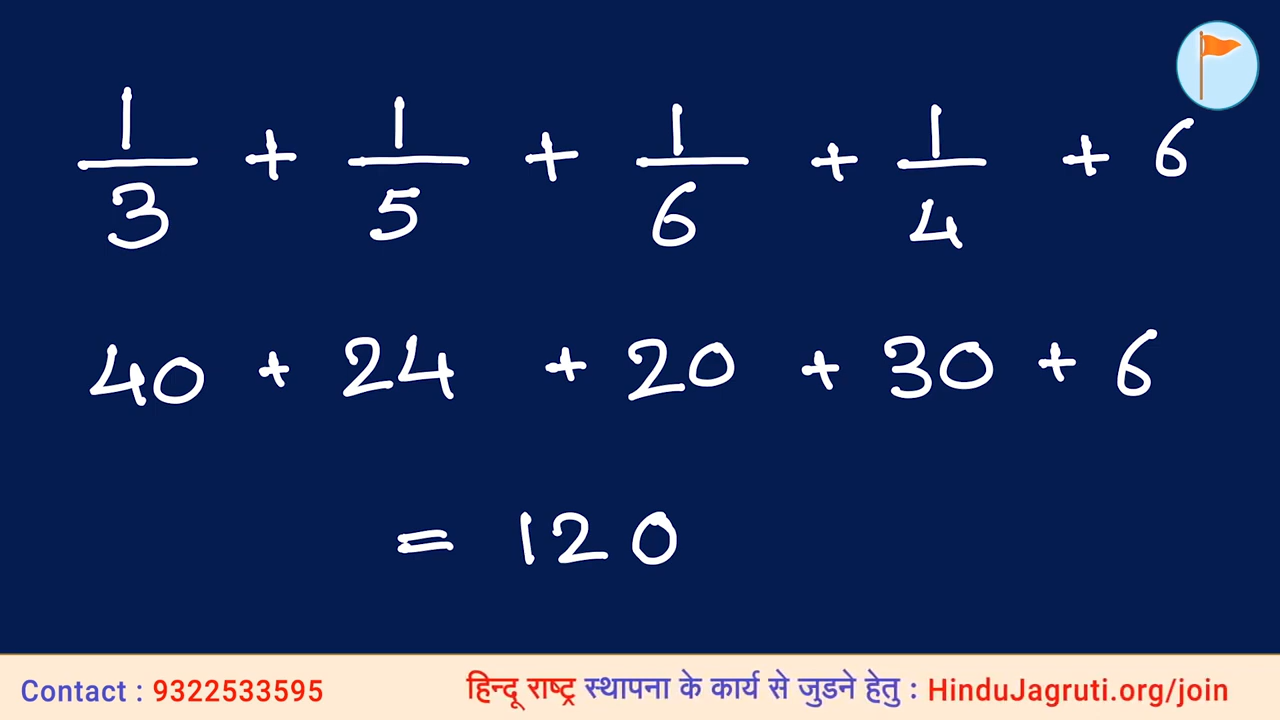 1/3 + 1/5 + 1/6 + 1/4 + 6
40 + 24 + 20 + 30 + 6
= 120
Contact : 9322533595 हिन्दू राष्ट्र स्थापना के कार्य से जुडने हेतु : HinduJagruti.org/join